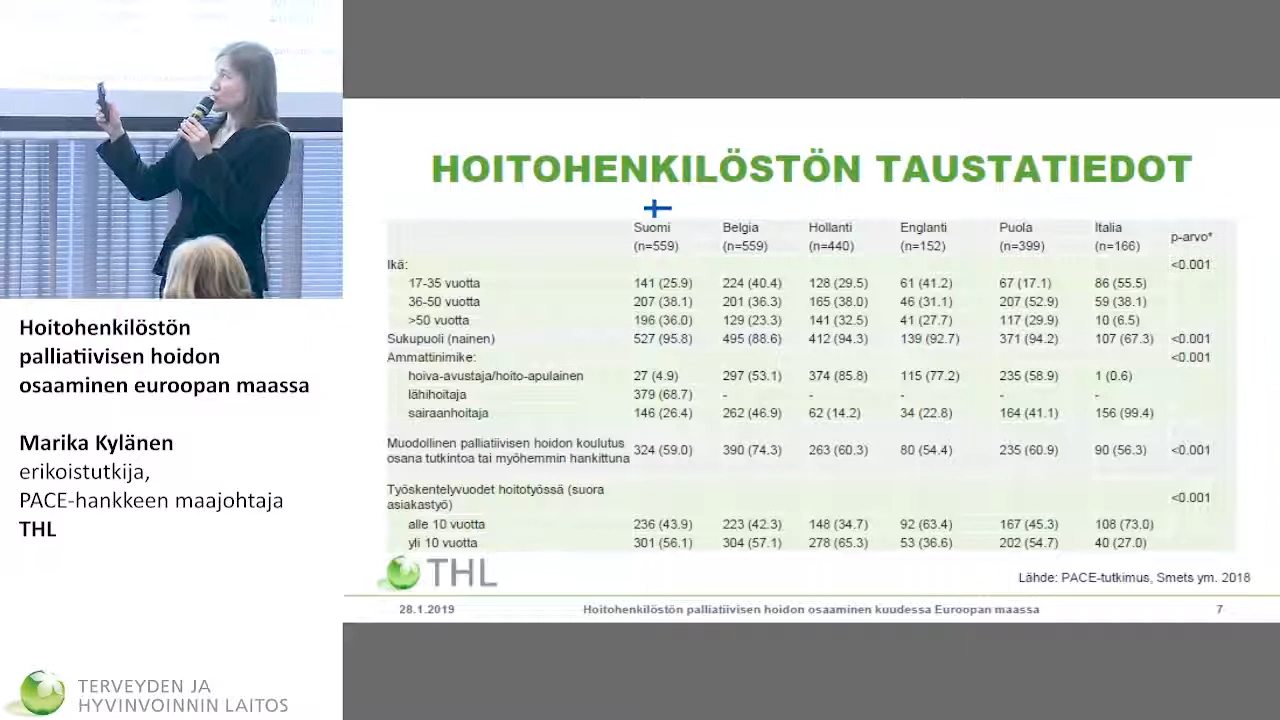 Hoitohenkilöstön
palliatiivisen hoidon
osaaminen euroopan maassa
Marika Kylänen
erikoistutkija,
PACE-hankkeen maajohtaja
THL
TERVEYDEN JA
HYVINVOINNIN LAITOS
HOITOHENKILÖSTÖN TAUSTATIEDOT
Suomi (n=559) Belgia (n=559) Hollanti (n=440) Englanti (n=152) Puola (n=399) Italia (n=166) p-arvo*
Ikä: <0.001
17-35 vuotta 141 (25.9) 224 (40.4) 128 (29.5) 61 (41.2) 67 (17.1) 86 (55.5)
36-50 vuotta 207 (38.1) 201 (36.3) 165 (38.0) 46 (31.1) 207 (52.9) 59 (38.1)
>50 vuotta 196 (36.0) 129 (23.3) 141 (32.5) 41 (27.7) 117 (29.9) 10 (6.5)
Sukupuoli (nainen) 527 (95.8) 495 (88.6) 412 (94.3) 139 (92.7) 371 (94.2) 107 (67.3) <0.001
Ammattinimike: <0.001
hoiva-avustaja/hoito-apulainen 27 (4.9) 297 (53.1) 374 (85.8) 115 (77.2) 235 (58.9) 1 (0.6)
lähihoitaja 379 (68.7) - - - - -
sairaanhoitaja 146 (26.4) 262 (46.9) 62 (14.2) 34 (22.8) 164 (41.1) 156 (99.4)
Muodollinen palliatiivisen hoidon koulutus
osana tutkintoa tai myöhemmin hankittuna 324 (59.0) 390 (74.3) 263 (60.3) 80 (54.4) 235 (60.9) 90 (56.3) <0.001
Työskentelyvuodet hoitotyössä (suora
asiakastyö) <0.001
alle 10 vuotta 236 (43.9) 223 (42.3) 148 (34.7) 92 (63.4) 167 (45.3) 108 (73.0)
yli 10 vuotta 301 (56.1) 304 (57.1) 278 (65.3) 53 (36.6) 202 (54.7) 40 (27.0)
THL
Lähde: PACE-tutkimus, Smets ym. 2018
28.1.2019 Hoitohenkilöstön palliatiivisen hoidon osaaminen kuudessa Euroopan maassa 7